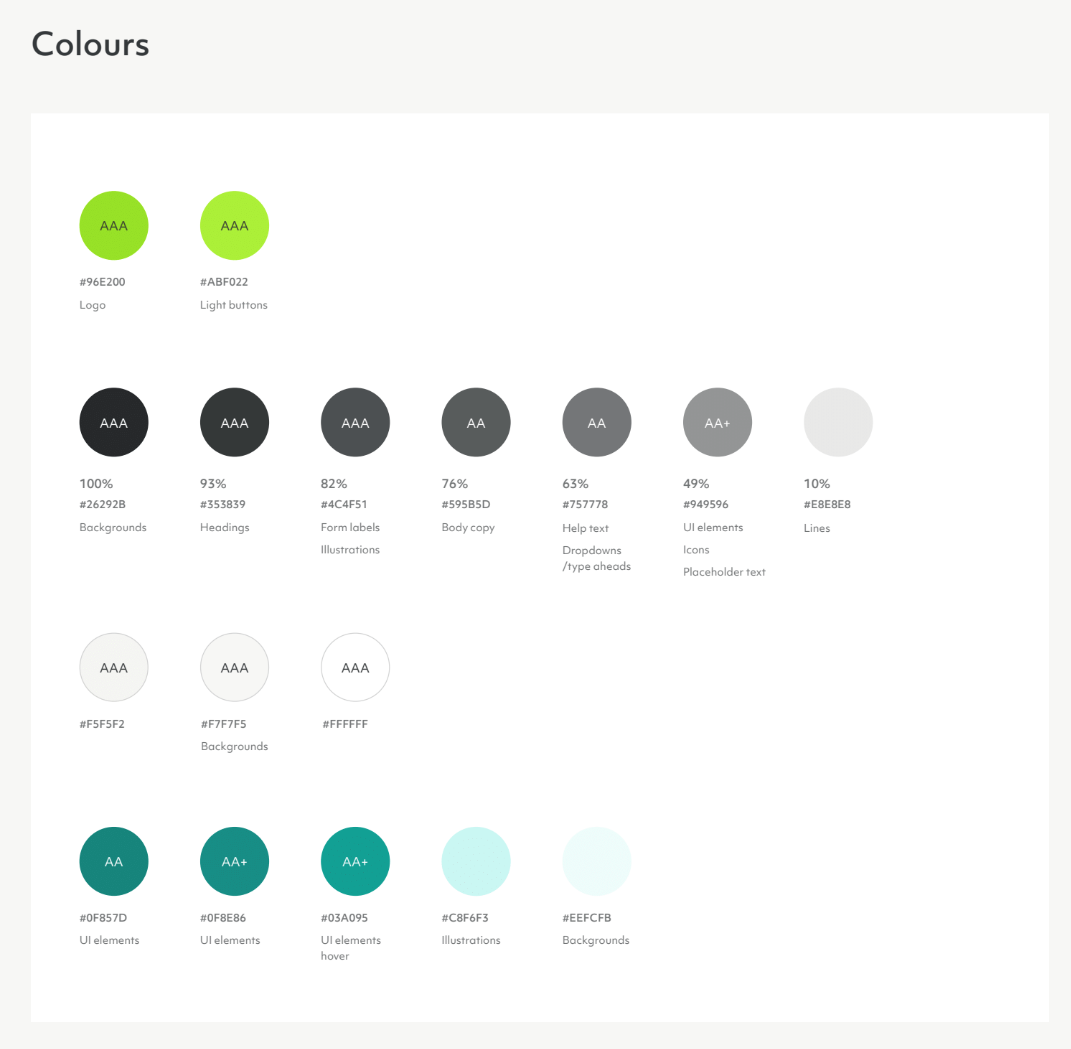 Colours
AAA
AAA
#96E200
#ABF022
Logo
Light buttons
AAA
AAA
AAA
AA
AA
AA+
100%
93%
82%
76%
63%
49%
10%
#26292B
#353839
#4C4F51
#595B5D
#757778
#949596
#E8E8E8
Backgrounds
Headings
Form labels
Body copy
Help text
UI elements
Lines
Illustrations
Dropdowns
Icons
/type aheads
Placeholder text
AAA
AAA
AAA
#F5F5F2
#F7F7F5
#FFFFFF
Backgrounds
AA
AA+
AA+
#0F857D
#0F8E86
#03A095
#C8F6F3
#EEFCFB
UI elements
UI elements
UI elements
Illustrations
Backgrounds
hover